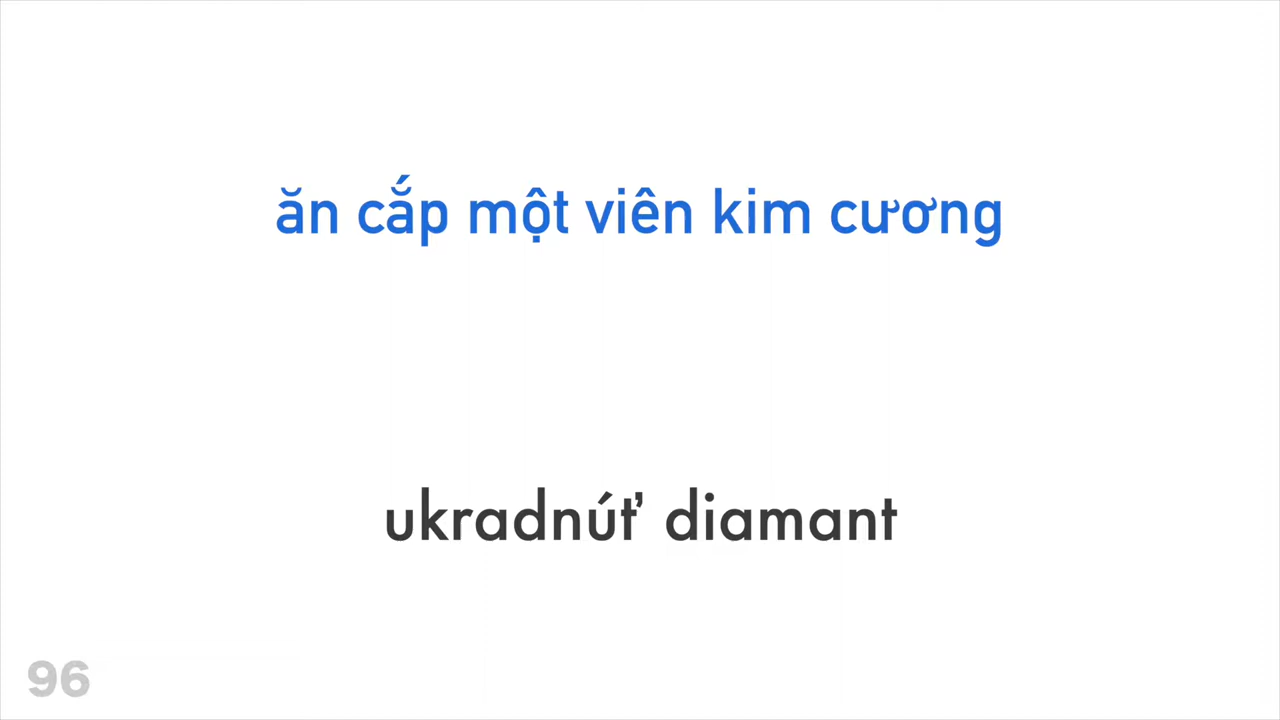 ăn cắp một viên kim cương
ukradnúť diamant
96